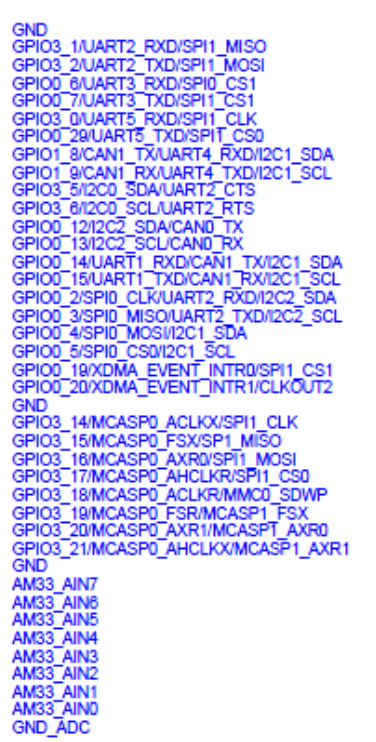 GND
GPIO3_1/UART2_RXD/SPI1_MISO
GPIO3_2/UART2_TXD/SPI1_MOSI
GPIO0_6/UART3_RXD/SPI0_CS1
GPIO0_7/UART3_TXD/SPI1_CS1
GPIO3_0/UART5_RXD/SPI1_CLK
GPIO0_29/UART5_TXD/SPI1_CS0
GPIO1_8/CAN1_TX/UART4_RXD/I2C1_SDA
GPIO1_9/CAN1_RX/UART4_TXD/I2C1_SCL
GPIO3_5/I2C0_SDA/UART2_CTS
GPIO3_6/I2C0_SCL/UART2_RTS
GPIO0_12/I2C2_SDA/CAN0_TX
GPIO0_13/I2C2_SCL/CAN0_RX
GPIO0_14/UART1_RXD/CAN1_TX/I2C1_SDA
GPIO0_15/UART1_TXD/CAN1_RX/I2C1_SCL
GPIO0_2/SPI0_CLK/UART2_RXD/I2C2_SDA
GPIO0_3/SPI0_MISO/UART2_TXD/I2C2_SCL
GPIO0_4/SPI0_MOSI/I2C1_SDA
GPIO0_5/SPI0_CS0/I2C1_SCL
GPIO0_19/XDMA_EVENT_INTR0/SPI1_CS1
GPIO0_20/XDMA_EVENT_INTR1/CLKOUT2
GND
GPIO3_14/MCASP0_ACLKX/SPI1_CLK
GPIO3_15/MCASP0_FSX/SP1_MISO
GPIO3_16/MCASP0_AXR0/SPI1_MOSI
GPIO3_17/MCASP0_AHCLKR/SPI1_CS0
GPIO3_18/MCASP0_ACLKR/MMC0_SDWP
GPIO3_19/MCASP0_FSR/MCASP1_FSX
GPIO3_20/MCASP0_AXR1/MCASP1_AXR0
GPIO3_21/MCASP0_AHCLKX/MCASP1_AXR1
GND
AM33_AIN7
AM33_AIN6
AM33_AIN5
AM33_AIN4
AM33_AIN3
AM33_AIN2
AM33_AIN1
AM33_AIN0
GND_ADC